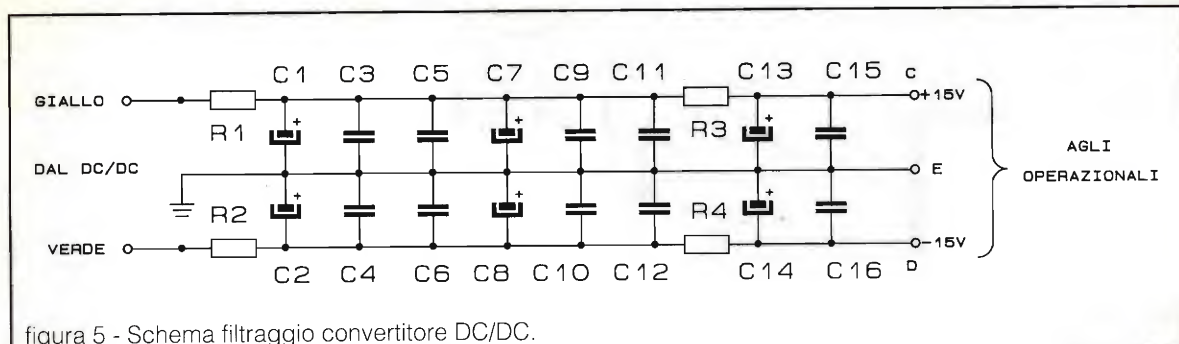 C1 C3 C5 C7 C9 C11 C13 C15 C
GIALLO +15V
+ + +
R1 R3
DAL DC/DC E
AGLI
OPERAZIONALI
+ + +
R2 R4
VERDE -15V
C2 C4 C6 C8 C10 C12 C14 C16 D
figura 5 - Schema filtraggio convertitore DC/DC.